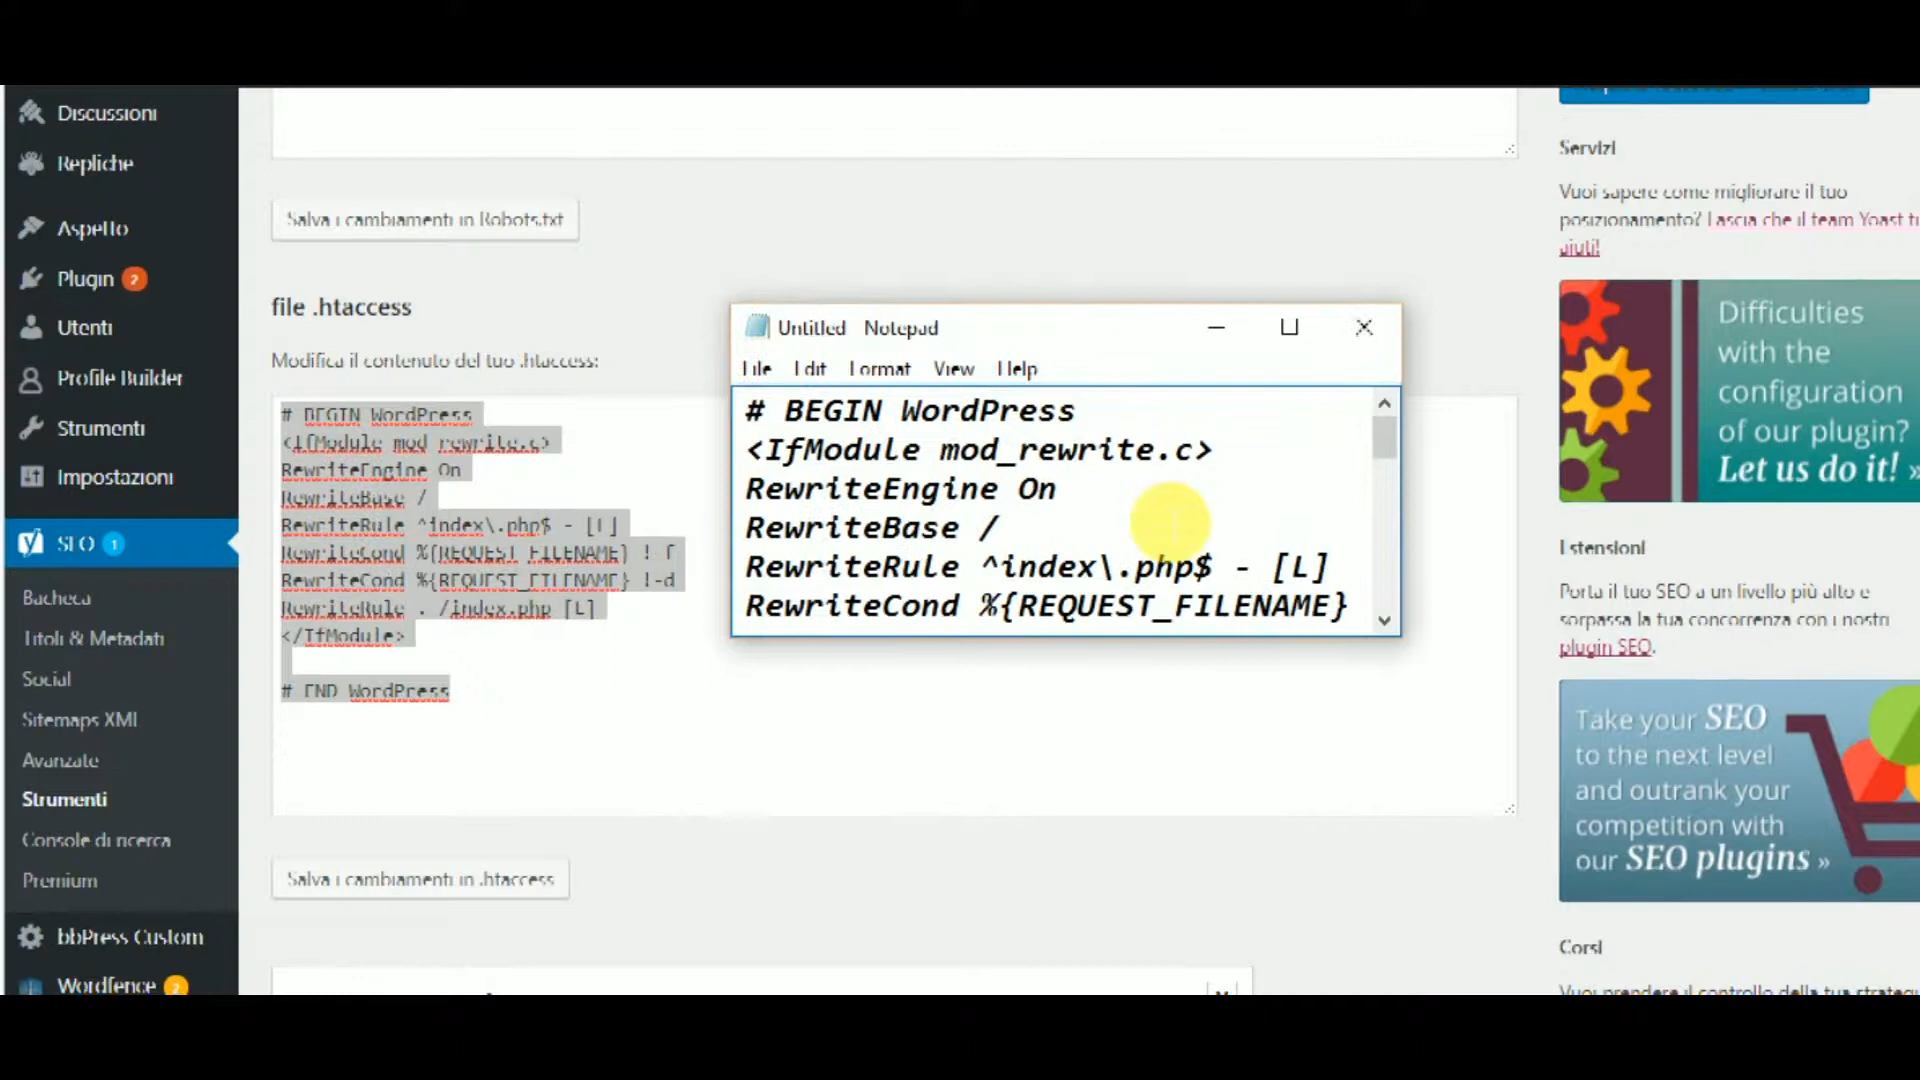 Discussioni
Repliche
Aspetto
Plugin 2
Utenti
Profile Builder
Strumenti
Impostazioni
SEO 1
Bacheca
Titoli & Metadati
Social
Sitemaps XML
Avanzate
Strumenti
Console di ricerca
Premium
bbPress Custom
Wordfence 2
Salva i cambiamenti in Robots.txt
file .htaccess
Modifica il contenuto del tuo .htaccess:
# BEGIN WordPress
<IfModule mod_rewrite.c>
RewriteEngine On
RewriteBase /
RewriteRule ^index\.php$ - [L]
RewriteCond %{REQUEST_FILENAME} !-f
RewriteCond %{REQUEST_FILENAME} !-d
RewriteRule . /index.php [L]
</IfModule>
# END WordPress
Salva i cambiamenti in .htaccess
Untitled - Notepad
File Edit Format View Help
# BEGIN WordPress
<IfModule mod_rewrite.c>
RewriteEngine On
RewriteBase /
RewriteRule ^index\.php$ - [L]
RewriteCond %{REQUEST_FILENAME}
Servizi
Vuoi sapere come migliorare il tuo
posizionamento? Lascia che il team Yoast ti
aiuti!
Difficulties
with the
configuration
of our plugin?
Let us do it! »
Estensioni
Porta il tuo SEO a un livello più alto e
sorpassa la tua concorrenza con i nostri
plugin SEO.
Take your SEO
to the next level
and outrank your
competition with
our SEO plugins »
Corsi
Vuoi prendere il controllo della tua